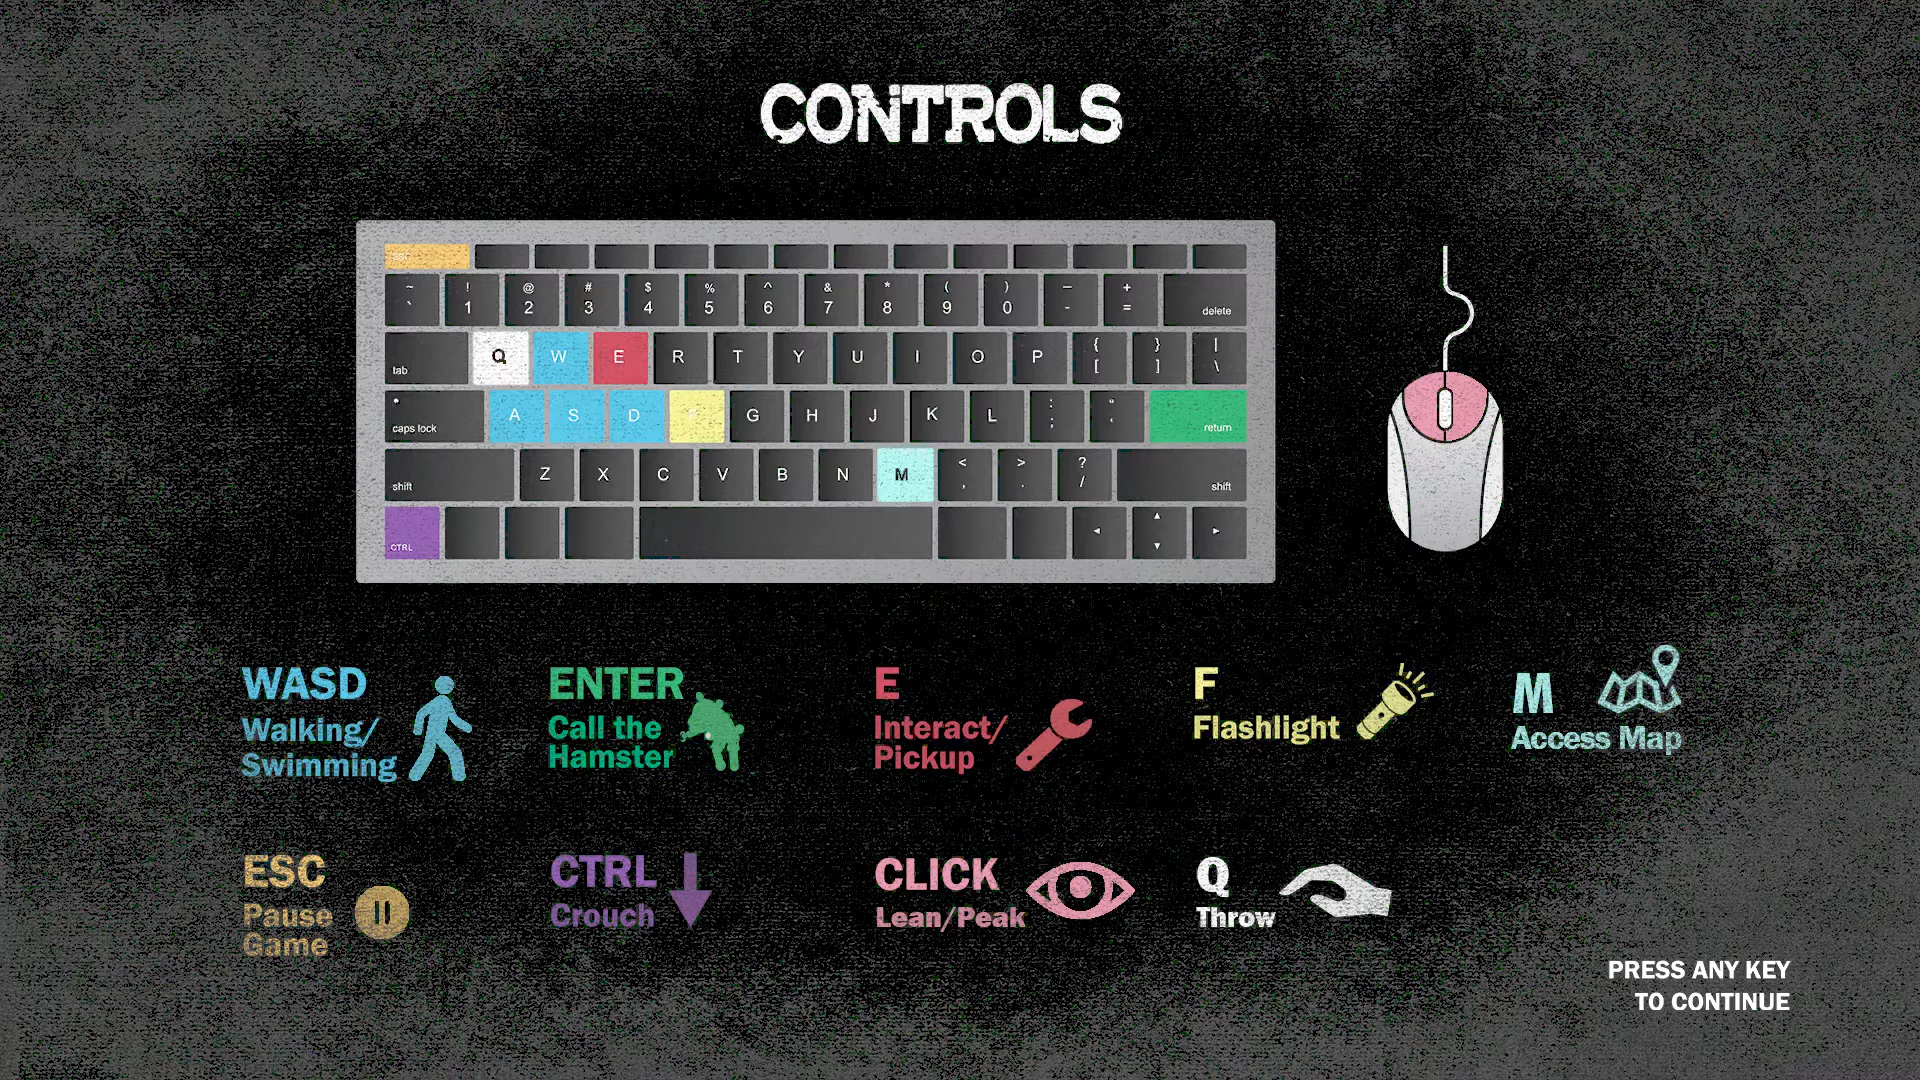 CONTROLS
ESC
~ ! @ # $ % ^ & * ( ) — +
` 1 2 3 4 5 6 7 8 9 0 - = delete
tab Q W E R T Y U I O P { [ } ] | \
caps lock A S D F G H J K L : ; " ' return
shift Z X C V B N M < , > . ? / shift
CTRL ◂ ▴ ▾ ▸
WASD
Walking/
Swimming
ENTER
Call the
Hamster
E
Interact/
Pickup
F
Flashlight
M
Access Map
ESC
Pause
Game
CTRL
Crouch
CLICK
Lean/Peak
Q
Throw
PRESS ANY KEY
TO CONTINUE